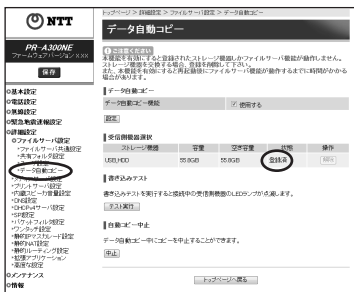 NTT
PR-A300NE
ファームウェアバージョン X.XX
保存
基本設定
電話設定
無線設定
緊急地震速報設定
詳細設定
ファイルサーバ設定
・ファイルサーバ共通設定
・共有フォルダ設定
・データ自動コピー
・プリントサーバ設定
・内蔵スピーカ音量設定
・DNS設定
・DHCPv4サーバ設定
・SIP設定
・パケットフィルタ設定
・ワンタッチ設定
・静的IPマスカレード設定
・静的NAT設定
・静的ルーティング設定
・拡張アプリケーション
・高度な設定
メンテナンス
情報
トップページ > 詳細設定 > ファイルサーバ設定 > データ自動コピー
データ自動コピー
ご注意ください
本機能を有効にすると登録されたストレージ機器しかファイルサーバ機能が動作しません。
ストレージ機器を交換する場合、登録を削除して下さい。
また、本機能を有効にすると再起動後にファイルサーバ機能が動作するまでに時間がかかる場合があります。
データ自動コピー
データ自動コピー機能 使用する
設定
受信側機器選択
ストレージ機器 容量 空き容量 状態 操作
USB_HDD 55.8GiB 55.8GiB 登録済
書き込みテスト
書き込みテストを実行すると接続中の受信側機器のLEDランプが点滅します。
テスト実行
自動コピー中止
データ自動コピー中にコピーを中止することができます。
中止
トップページへ戻る